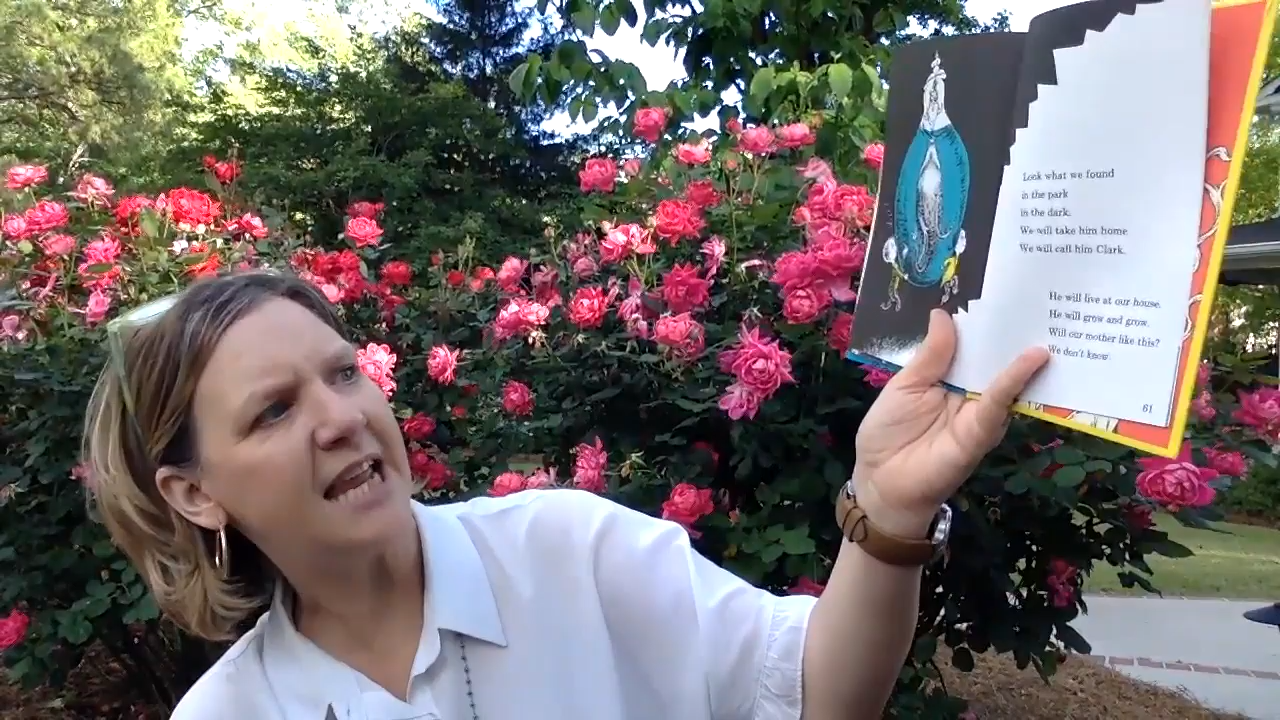 Look what we found
in the park
in the dark.
We will take him home
We will call him Clark.
He will live at our house.
He will grow and grow.
Will our mother like this?
We don't know.
61